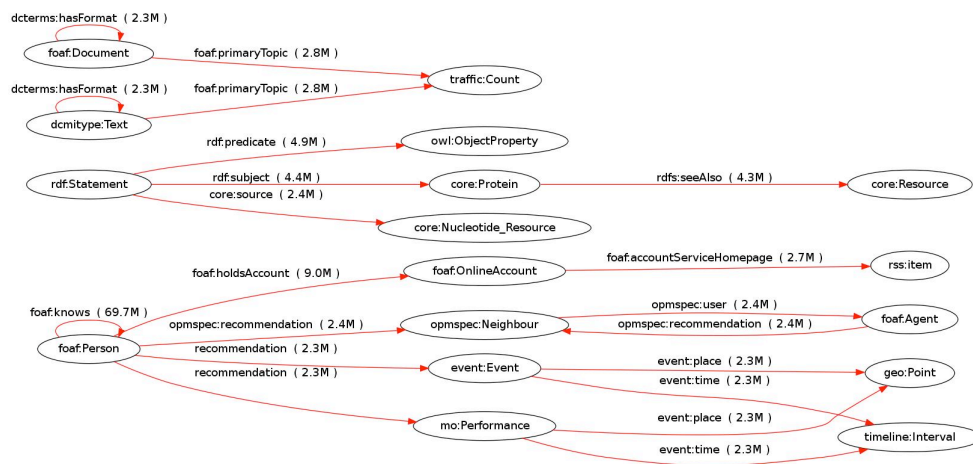 dcterms:hasFormat ( 2.3M )
foaf:Document
foaf:primaryTopic ( 2.8M )
traffic:Count
dcterms:hasFormat ( 2.3M )
foaf:primaryTopic ( 2.8M )
dcmitype:Text
rdf:predicate ( 4.9M )
owl:ObjectProperty
rdf:Statement
rdf:subject ( 4.4M )
core:Protein
rdfs:seeAlso ( 4.3M )
core:Resource
core:source ( 2.4M )
core:Nucleotide_Resource
foaf:holdsAccount ( 9.0M )
foaf:OnlineAccount
foaf:accountServiceHomepage ( 2.7M )
rss:item
foaf:knows ( 69.7M )
foaf:Person
opmspec:recommendation ( 2.4M )
opmspec:Neighbour
opmspec:user ( 2.4M )
opmspec:recommendation ( 2.4M )
foaf:Agent
recommendation ( 2.3M )
event:Event
event:place ( 2.3M )
geo:Point
event:time ( 2.3M )
recommendation ( 2.3M )
mo:Performance
event:place ( 2.3M )
timeline:Interval
event:time ( 2.3M )